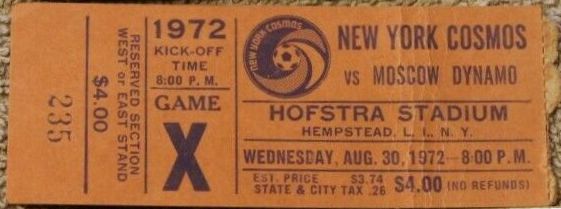 235
$4.00
RESERVED SECTION
WEST or EAST STAND
1972
KICK-OFF
TIME
8:00 P. M.
GAME
X
NEW YORK COSMOS
NEW YORK COSMOS
VS MOSCOW DYNAMO
HOFSTRA STADIUM
HEMPSTEAD, L. I., N. Y.
WEDNESDAY, AUG. 30, 1972—8:00 P. M.
EST. PRICE $3.74
STATE & CITY TAX .26
$4.00 (NO REFUNDS)